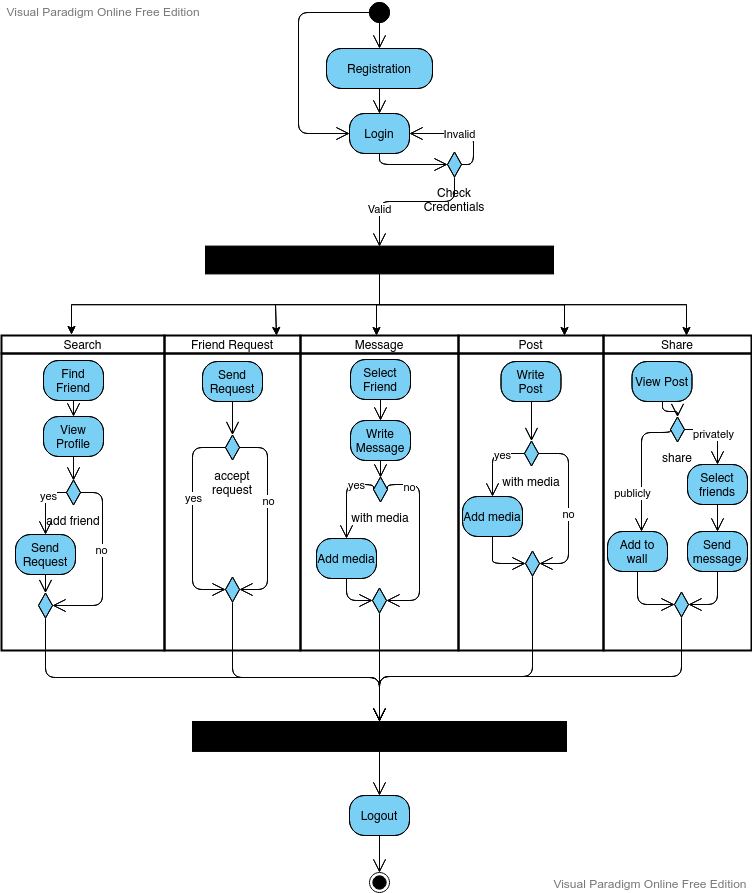 Visual Paradigm Online Free Edition
Registration
Login
Invalid
Check
Credentials
Valid
Search
Friend Request
Message
Post
Share
Find
Friend
View
Profile
yes
add friend
no
Send
Request
Send
Request
accept
request
yes
no
Select
Friend
Write
Message
yes
no
with media
Add media
Write
Post
yes
with media
Add media
no
View Post
privately
share
publicly
Select
friends
Add to
wall
Send
message
Logout
Visual Paradigm Online Free Edition